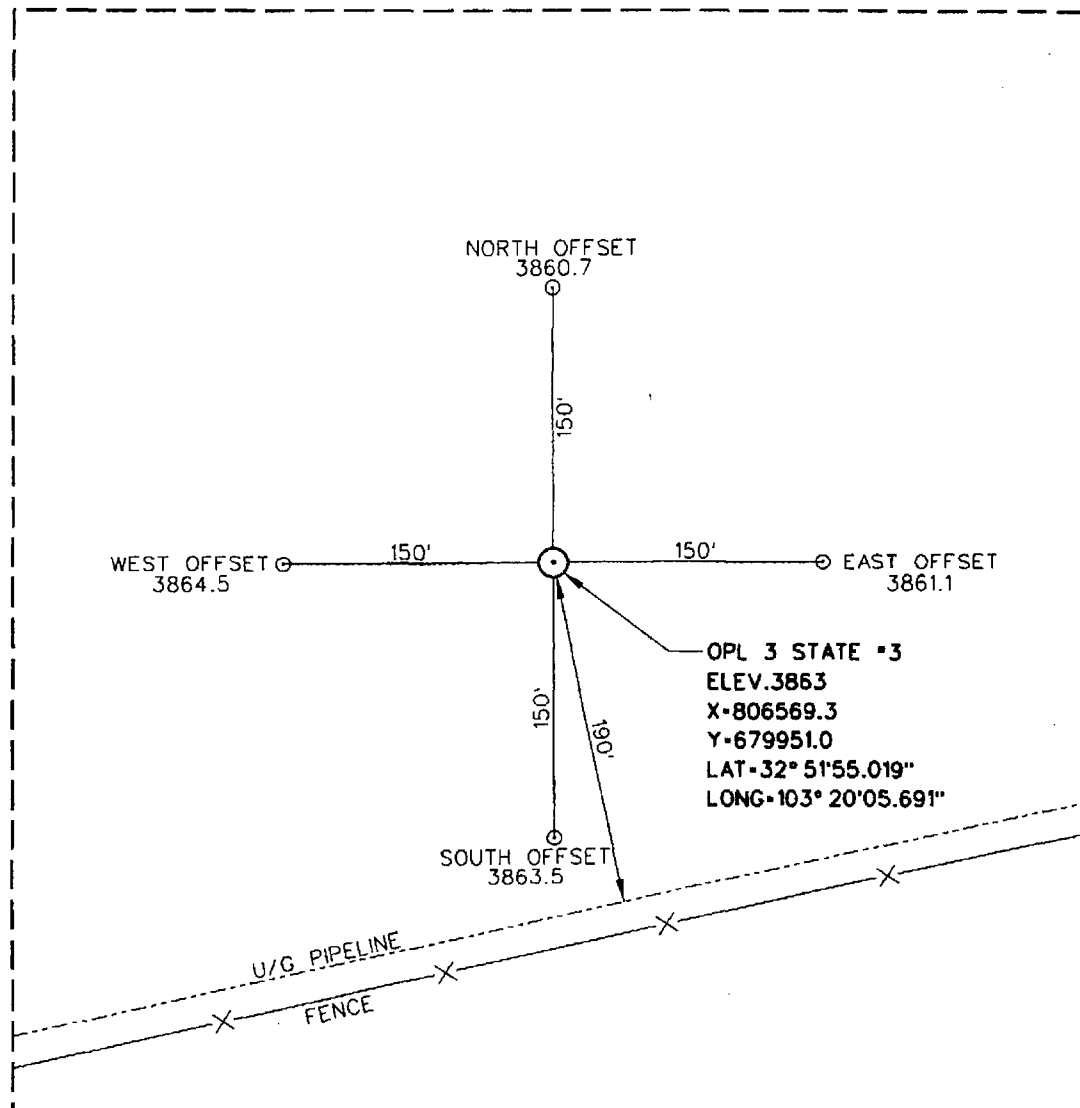 NORTH OFFSET
3860.7
150'
WEST OFFSET
3864.5
150'
150'
EAST OFFSET
3861.1
OPL 3 STATE #3
ELEV.3863
X=806569.3
Y=679951.0
LAT=32° 51'55.019"
LONG=103° 20'05.691"
150'
190'
SOUTH OFFSET
3863.5
U/G PIPELINE
FENCE